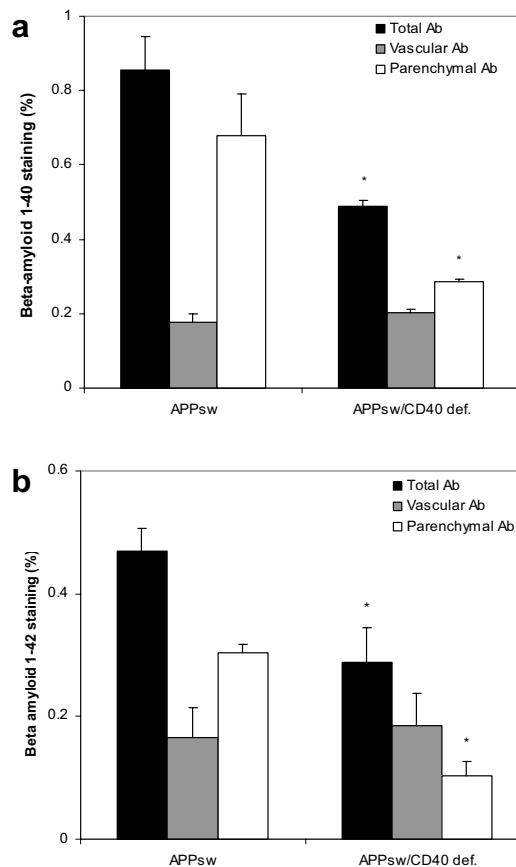 a
1
Total Ab
Vascular Ab
Parenchymal Ab
0.8
0.6
*
0.4
*
0.2
0
Beta-amyloid 1-40 staining (%)
APPsw
APPsw/CD40 def.
b
0.6
Total Ab
Vascular Ab
Parenchymal Ab
0.4
*
0.2
*
0
Beta amyloid 1-42 staining (%)
APPsw
APPsw/CD40 def.